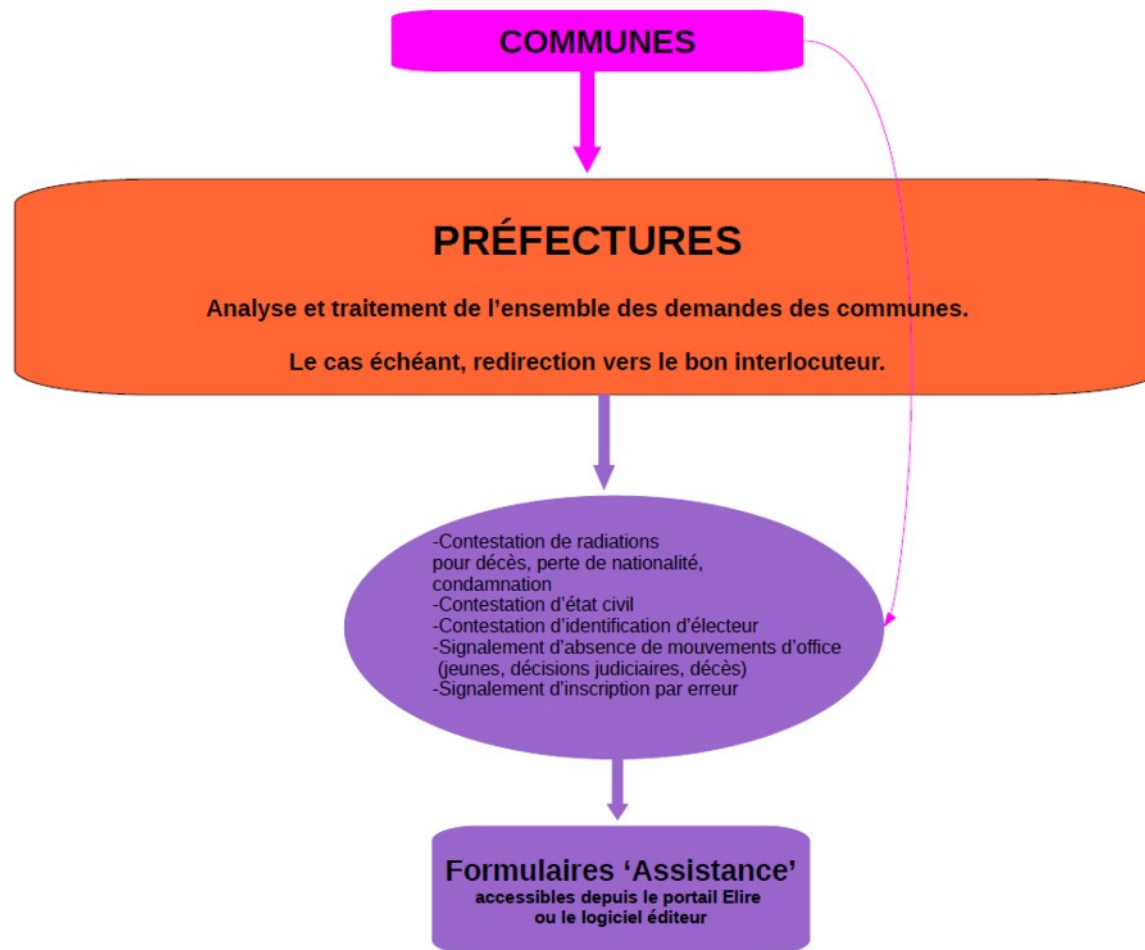 COMMUNES
PRÉFECTURES
Analyse et traitement de l’ensemble des demandes des communes.
Le cas échéant, redirection vers le bon interlocuteur.
-Contestation de radiations
pour décès, perte de nationalité,
condamnation
-Contestation d’état civil
-Contestation d’identification d’électeur
-Signalement d’absence de mouvements d’office
(jeunes, décisions judiciaires, décès)
-Signalement d’inscription par erreur
Formulaires ‘Assistance’
accessibles depuis le portail Elire
ou le logiciel éditeur